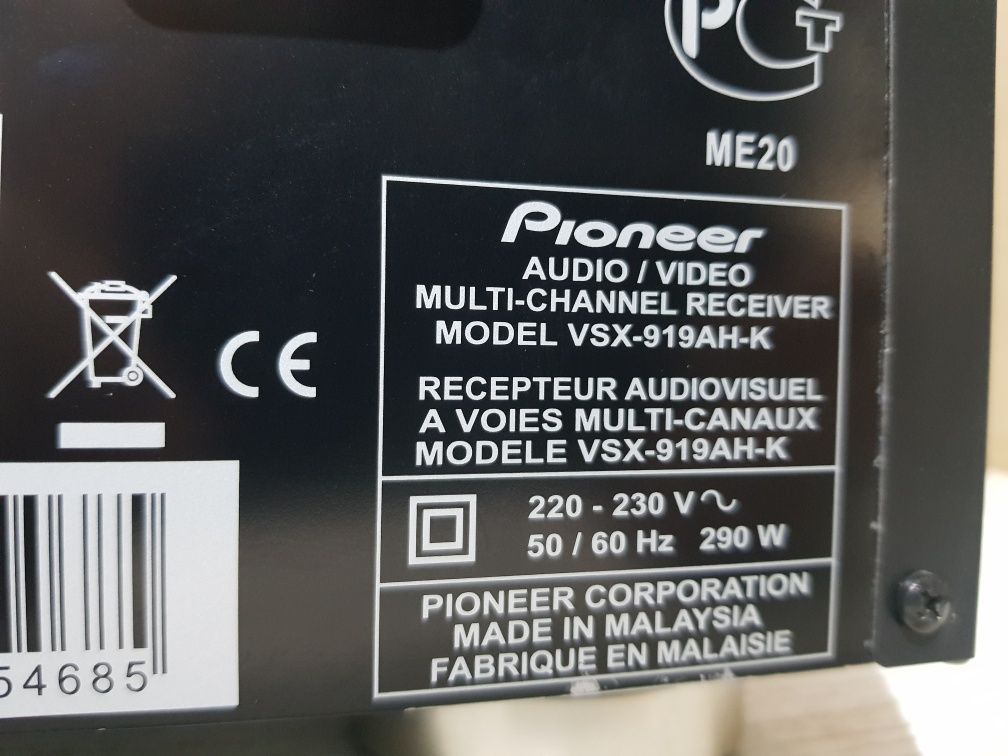 ME20
Pioneer
AUDIO / VIDEO
MULTI-CHANNEL RECEIVER
MODEL VSX-919AH-K
RECEPTEUR AUDIOVISUEL
A VOIES MULTI-CANAUX
MODELE VSX-919AH-K
CE
220 - 230 V ~
50 / 60 Hz 290 W
PIONEER CORPORATION
MADE IN MALAYSIA
FABRIQUE EN MALAISIE
54685